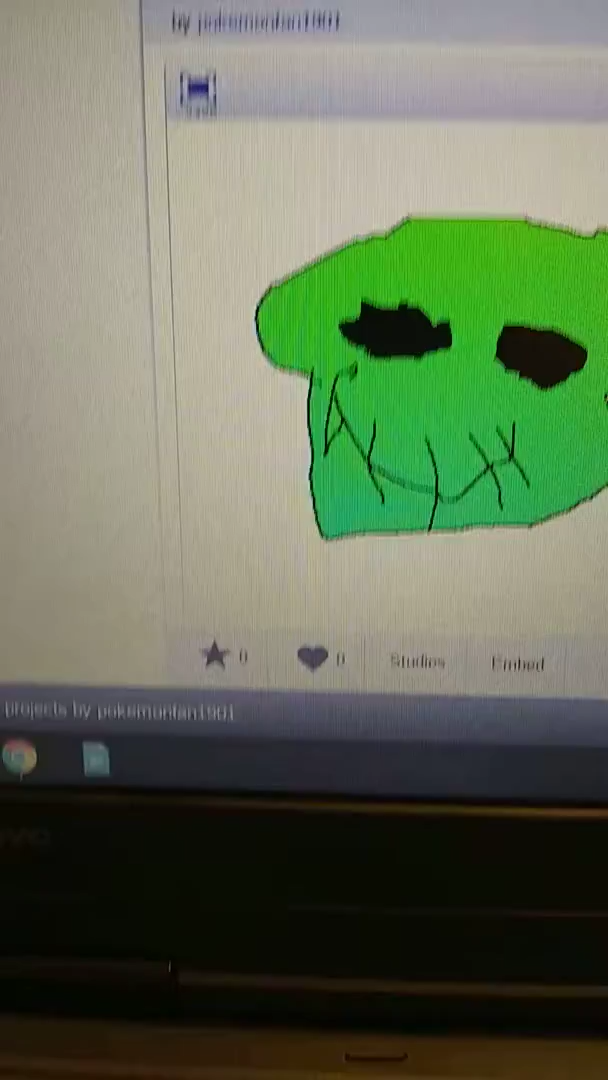 by pokemonfan1901
0
0
Studios
Embed
projects by pokemonfan1901